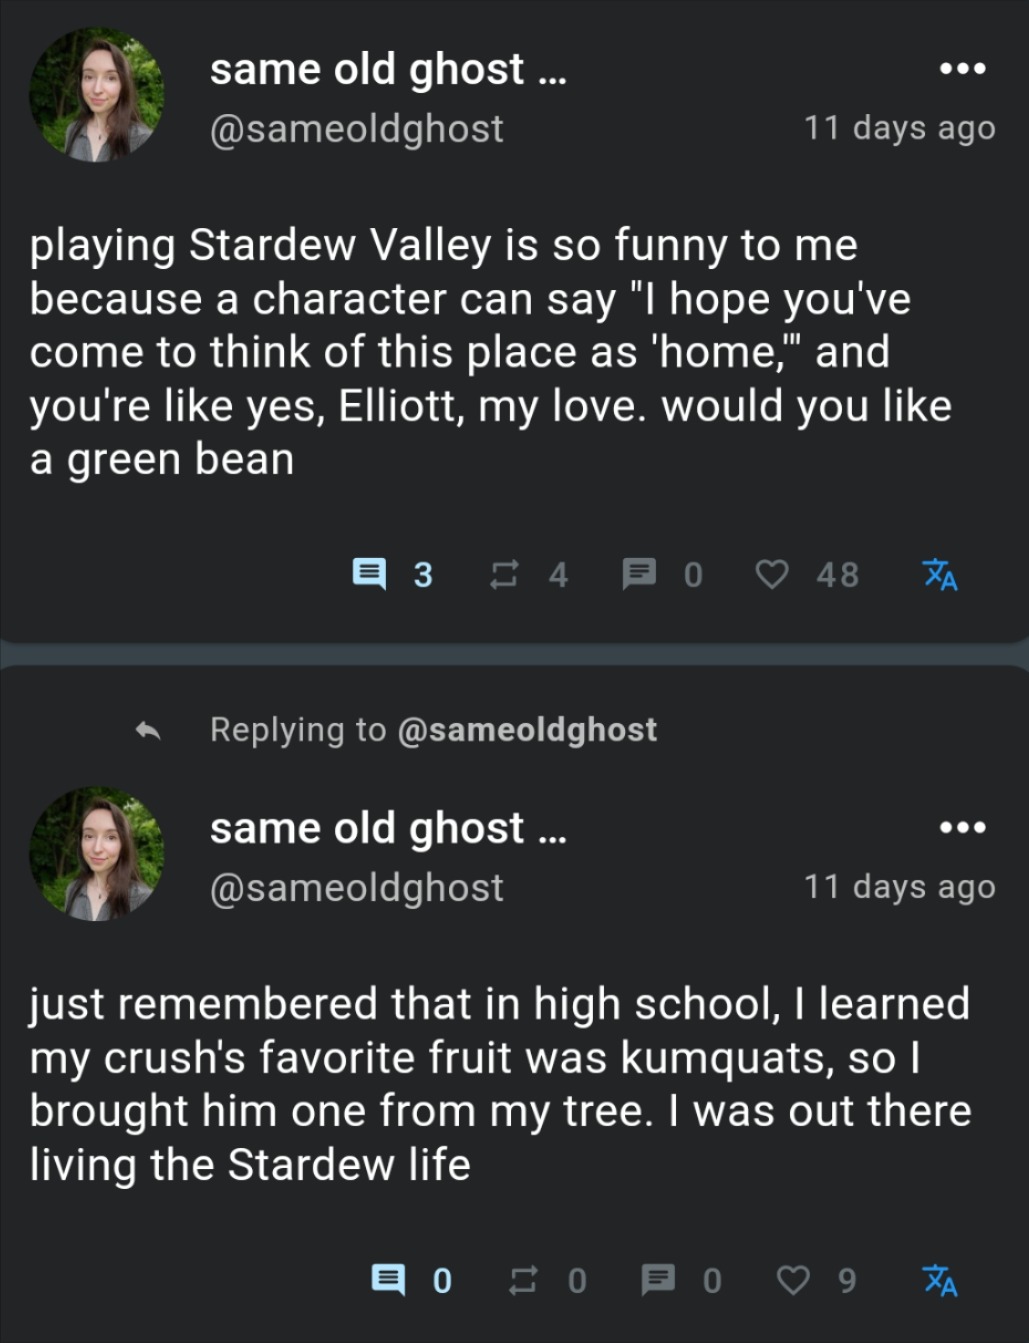 same old ghost ...
@sameoldghost
11 days ago
playing Stardew Valley is so funny to me
because a character can say "I hope you've
come to think of this place as 'home,'" and
you're like yes, Elliott, my love. would you like
a green bean
3 4 0 48
Replying to @sameoldghost
same old ghost ...
@sameoldghost
11 days ago
just remembered that in high school, I learned
my crush's favorite fruit was kumquats, so I
brought him one from my tree. I was out there
living the Stardew life
0 0 0 9